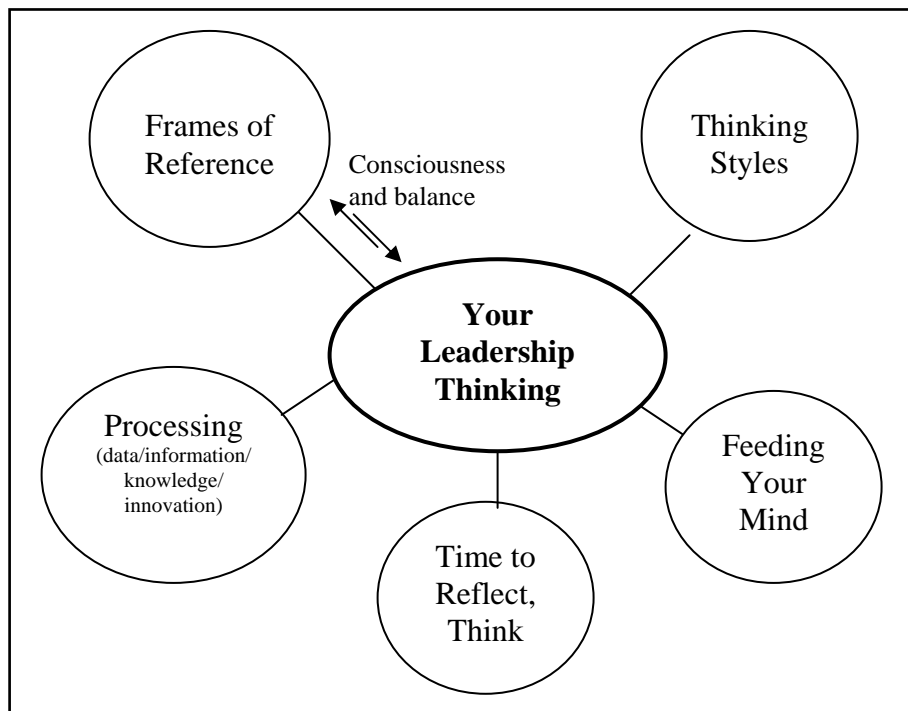 Frames of
Reference
Consciousness
and balance
Thinking
Styles
Your
Leadership
Thinking
Processing
(data/information/
knowledge/
innovation)
Feeding
Your
Mind
Time to
Reflect,
Think